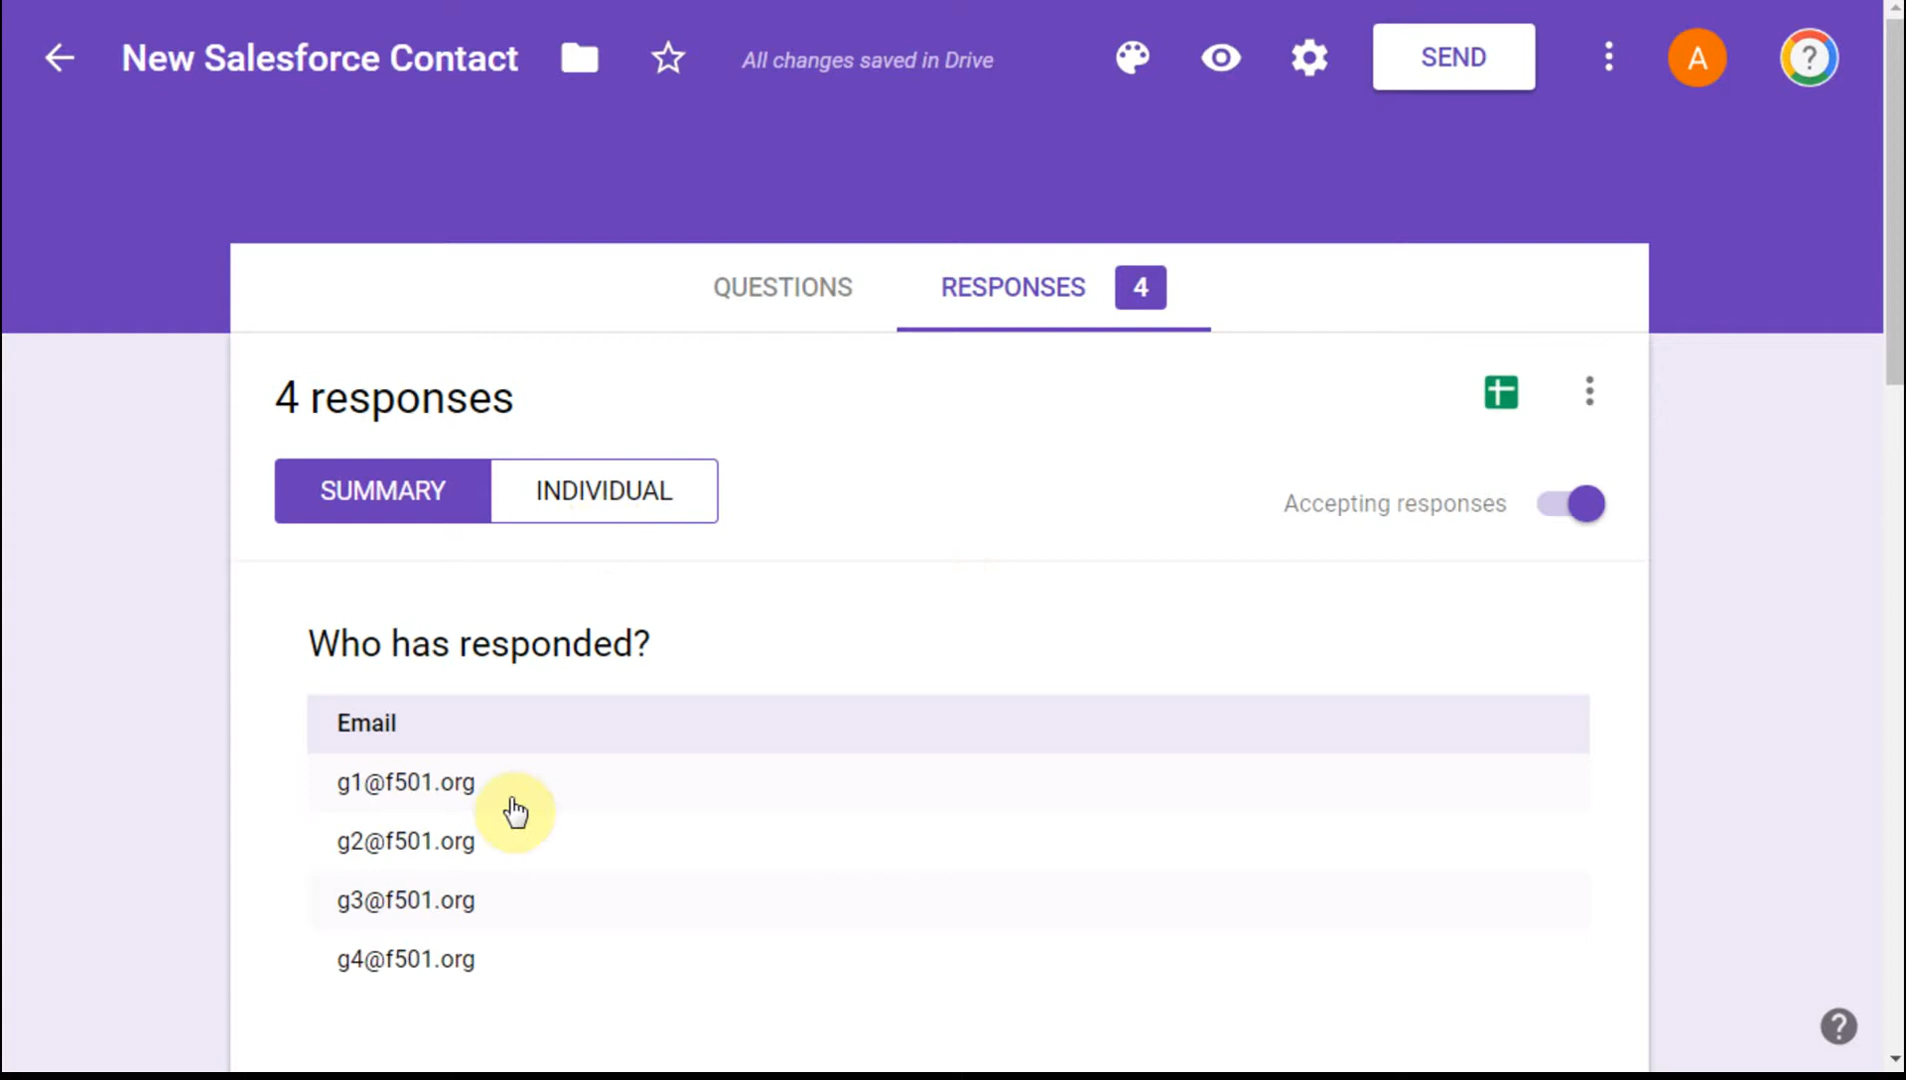 New Salesforce Contact
All changes saved in Drive
SEND
A
?
QUESTIONS
RESPONSES
4
4 responses
SUMMARY
INDIVIDUAL
Accepting responses
Who has responded?
Email
g1@f501.org
g2@f501.org
g3@f501.org
g4@f501.org
?